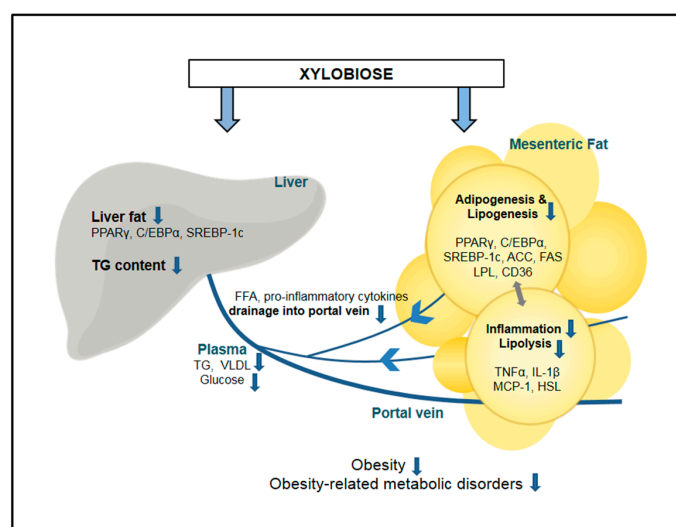 XYLOBIOSE
Mesenteric Fat
Liver
Adipogenesis &
Lipogenesis
Liver fat
PPARγ, C/EBPα, SREBP-1c
PPARγ, C/EBPα,
SREBP-1c, ACC, FAS
LPL, CD36
TG content
FFA, pro-inflammatory cytokines
drainage into portal vein
Inflammation
Lipolysis
Plasma
TG, VLDL
Glucose
TNFα, IL-1β
MCP-1, HSL
Portal vein
Obesity
Obesity-related metabolic disorders